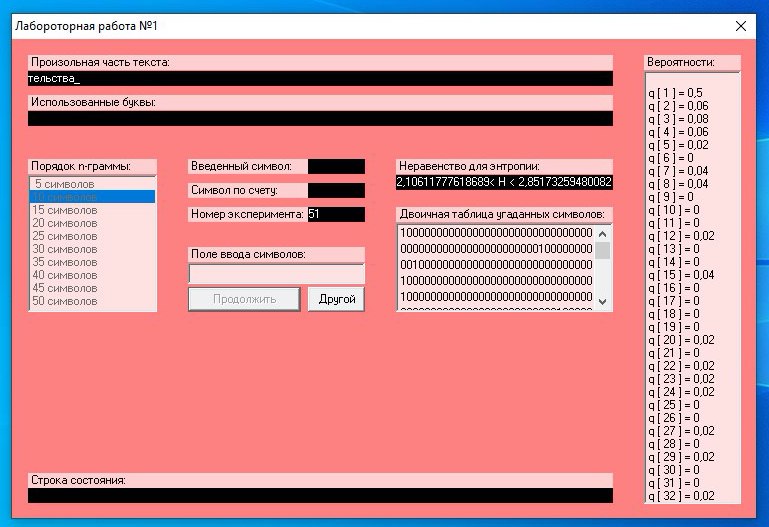 Лабороторная работа №1
Произольная часть текста:
тельства_
Использованные буквы:
Порядок n-граммы:
5 символов
10 символов
15 символов
20 символов
25 символов
30 символов
35 символов
40 символов
45 символов
50 символов
Введенный символ:
Символ по счету:
Номер эксперимента: 51
Поле ввода символов:
Продолжить
Другой
Неравенство для энтропии:
2,10611777618689< H < 2,85173259480082
Двоичная таблица угаданных символов:
10000000000000000000000000000000
00000000000000000000000100000000
00100000000000000000000000000000
10000000000000000000000000000000
10000000000000000000000000000000
Вероятности:
q [ 1 ] = 0,5
q [ 2 ] = 0,06
q [ 3 ] = 0,08
q [ 4 ] = 0,06
q [ 5 ] = 0,02
q [ 6 ] = 0
q [ 7 ] = 0,04
q [ 8 ] = 0,04
q [ 9 ] = 0
q [ 10 ] = 0
q [ 11 ] = 0
q [ 12 ] = 0,02
q [ 13 ] = 0
q [ 14 ] = 0
q [ 15 ] = 0,04
q [ 16 ] = 0
q [ 17 ] = 0
q [ 18 ] = 0
q [ 19 ] = 0
q [ 20 ] = 0,02
q [ 21 ] = 0
q [ 22 ] = 0,02
q [ 23 ] = 0,02
q [ 24 ] = 0,02
q [ 25 ] = 0
q [ 26 ] = 0
q [ 27 ] = 0,02
q [ 28 ] = 0
q [ 29 ] = 0,02
q [ 30 ] = 0
q [ 31 ] = 0
q [ 32 ] = 0,02
Строка состояния: